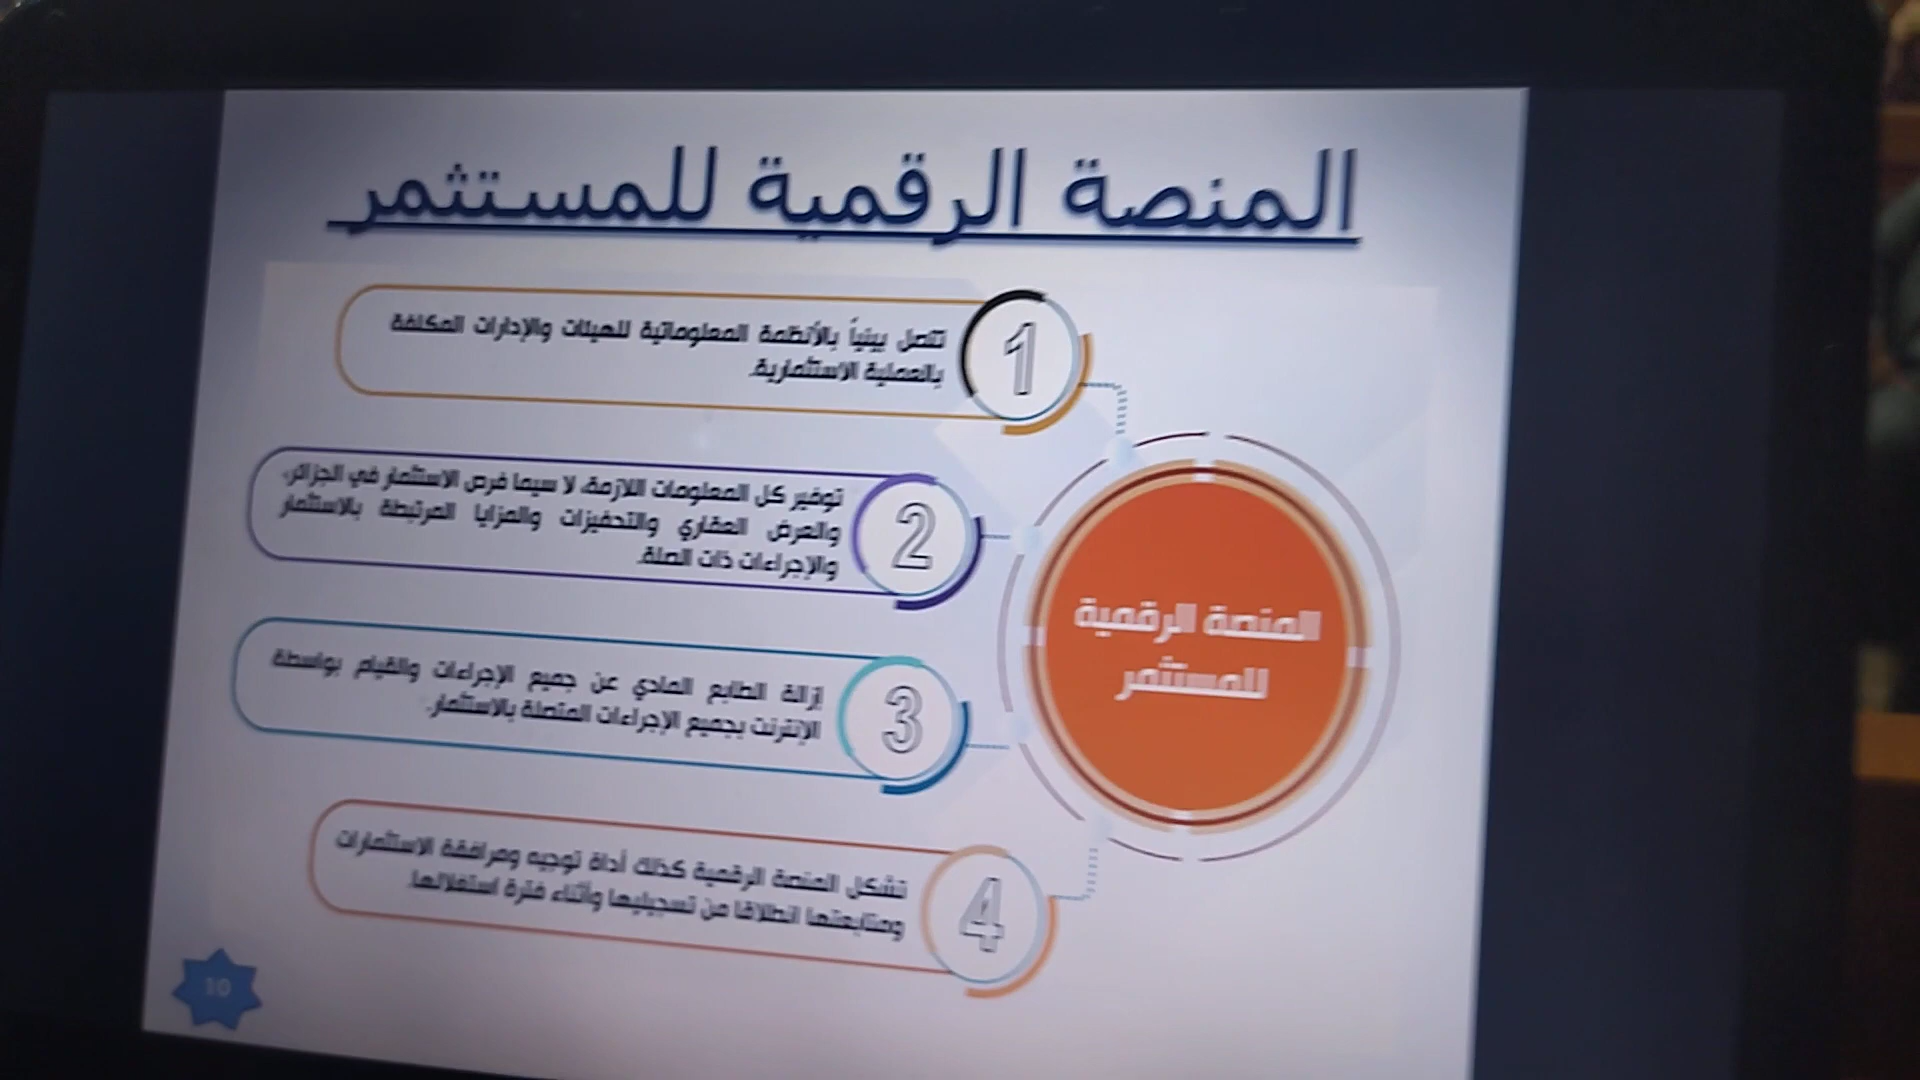 المنصة الرقمية للمستثمر
1
تتصل بينياً بالأنظمة المعلوماتية للهيئات والإدارات المكلفة
بالعملية الاستثمارية.
2
توفير كل المعلومات اللازمة، لا سيما فرص الاستثمار في الجزائر،
والعرض العقاري والتحفيزات والمزايا المرتبطة بالاستثمار
والإجراءات ذات الصلة.
المنصة الرقمية
للمستثمر
3
إزالة الطابع المادي عن جميع الإجراءات والقيام بواسطة
الإنترنت بجميع الإجراءات المتصلة بالاستثمار.
4
تشكل المنصة الرقمية كذلك أداة توجيه ومرافقة الاستثمارات
ومتابعتها انطلاقا من تسجيليها وأثناء فترة استغلالها.
10